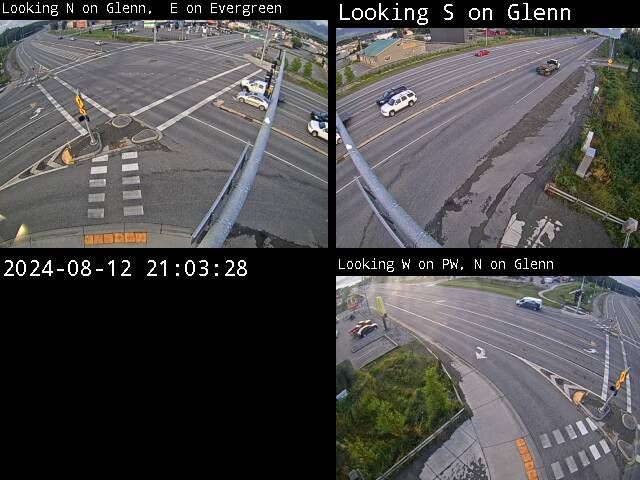 Looking N on Glenn,  E on Evergreen
Looking S on Glenn
2024-08-12 21:03:28
Looking W on PW, N on Glenn